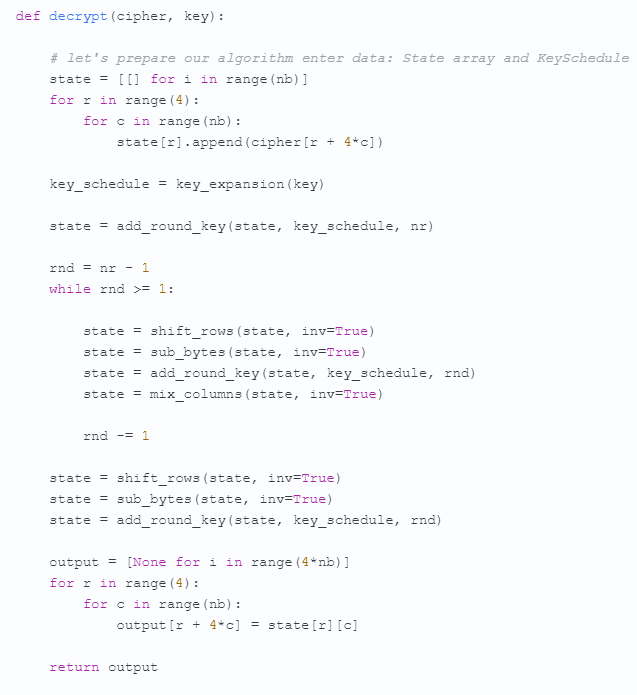 def decrypt(cipher, key):

    # let's prepare our algorithm enter data: State array and KeySchedule
    state = [[] for i in range(nb)]
    for r in range(4):
        for c in range(nb):
            state[r].append(cipher[r + 4*c])

    key_schedule = key_expansion(key)

    state = add_round_key(state, key_schedule, nr)

    rnd = nr - 1
    while rnd >= 1:

        state = shift_rows(state, inv=True)
        state = sub_bytes(state, inv=True)
        state = add_round_key(state, key_schedule, rnd)
        state = mix_columns(state, inv=True)

        rnd -= 1

    state = shift_rows(state, inv=True)
    state = sub_bytes(state, inv=True)
    state = add_round_key(state, key_schedule, rnd)

    output = [None for i in range(4*nb)]
    for r in range(4):
        for c in range(nb):
            output[r + 4*c] = state[r][c]

    return output